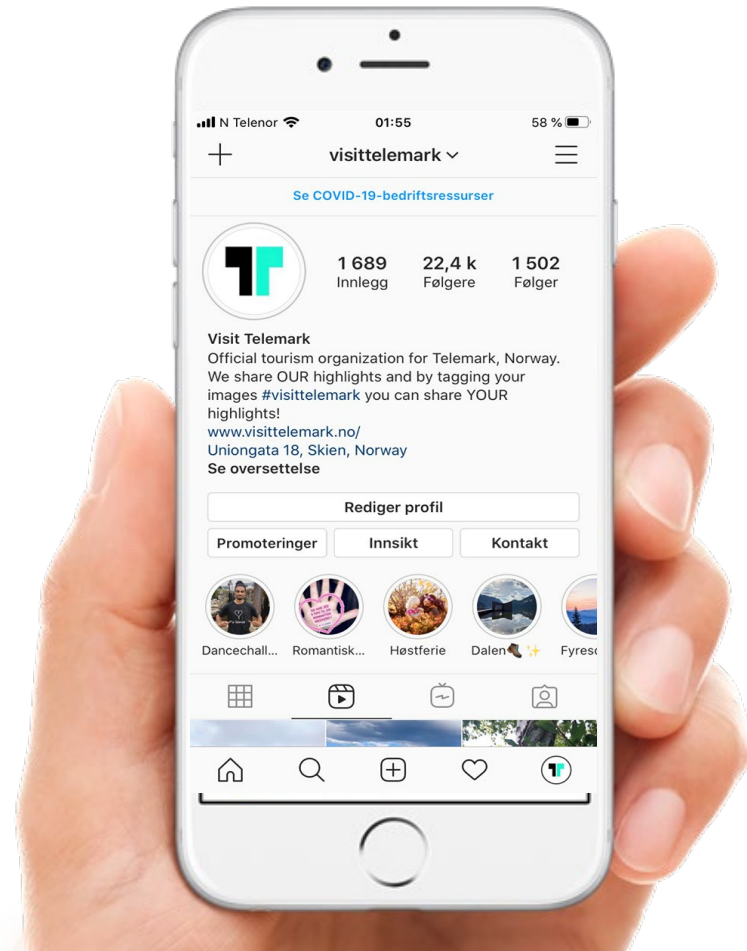 N Telenor 01:55 58 %
visittelemark
Se COVID-19-bedriftsressurser
1 689 22,4 k 1 502
Innlegg Følgere Følger
Visit Telemark
Official tourism organization for Telemark, Norway.
We share OUR highlights and by tagging your
images #visittelemark you can share YOUR
highlights!
www.visittelemark.no/
Uniongata 18, Skien, Norway
Se oversettelse
Rediger profil
Promoteringer Innsikt Kontakt
Dancechall... Romantisk... Høstferie Dalen🥾✨